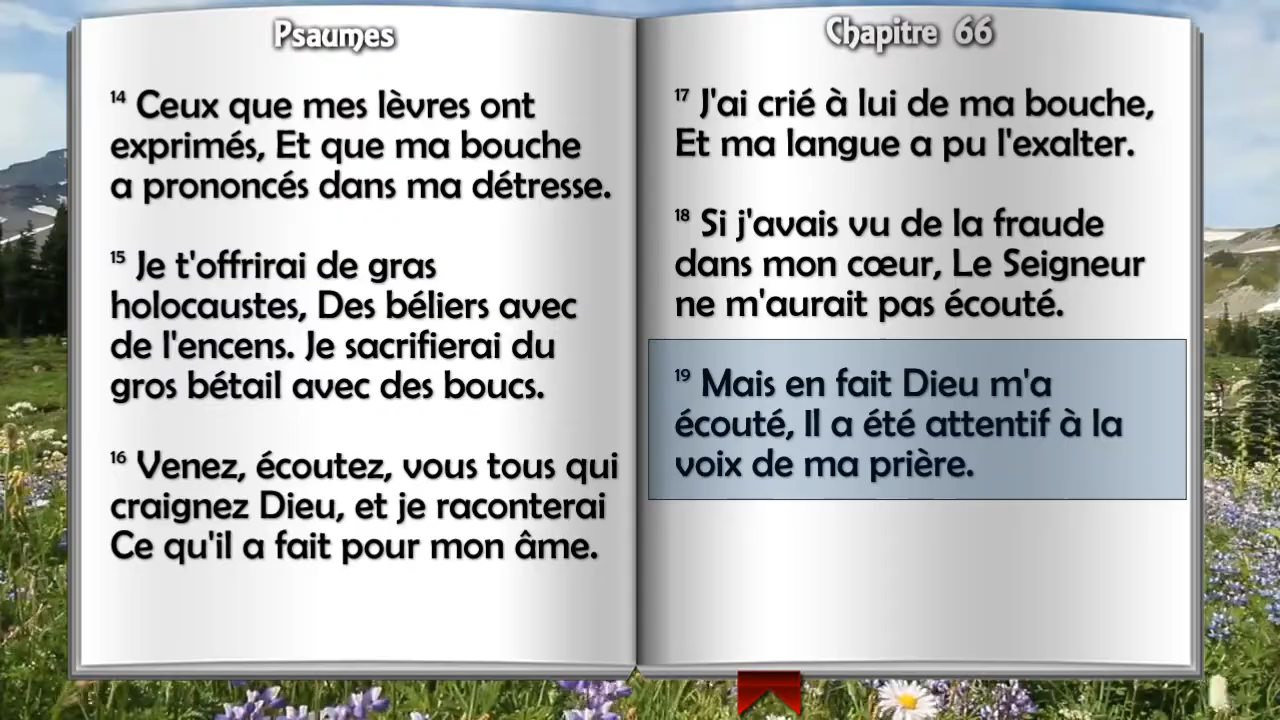 Psaumes
14 Ceux que mes lèvres ont
exprimés, Et que ma bouche
a prononcés dans ma détresse.
15 Je t'offrirai de gras
holocaustes, Des béliers avec
de l'encens. Je sacrifierai du
gros bétail avec des boucs.
16 Venez, écoutez, vous tous qui
craignez Dieu, et je raconterai
Ce qu'il a fait pour mon âme.
Chapitre 66
17 J'ai crié à lui de ma bouche,
Et ma langue a pu l'exalter.
18 Si j'avais vu de la fraude
dans mon cœur, Le Seigneur
ne m'aurait pas écouté.
19 Mais en fait Dieu m'a
écouté, Il a été attentif à la
voix de ma prière.